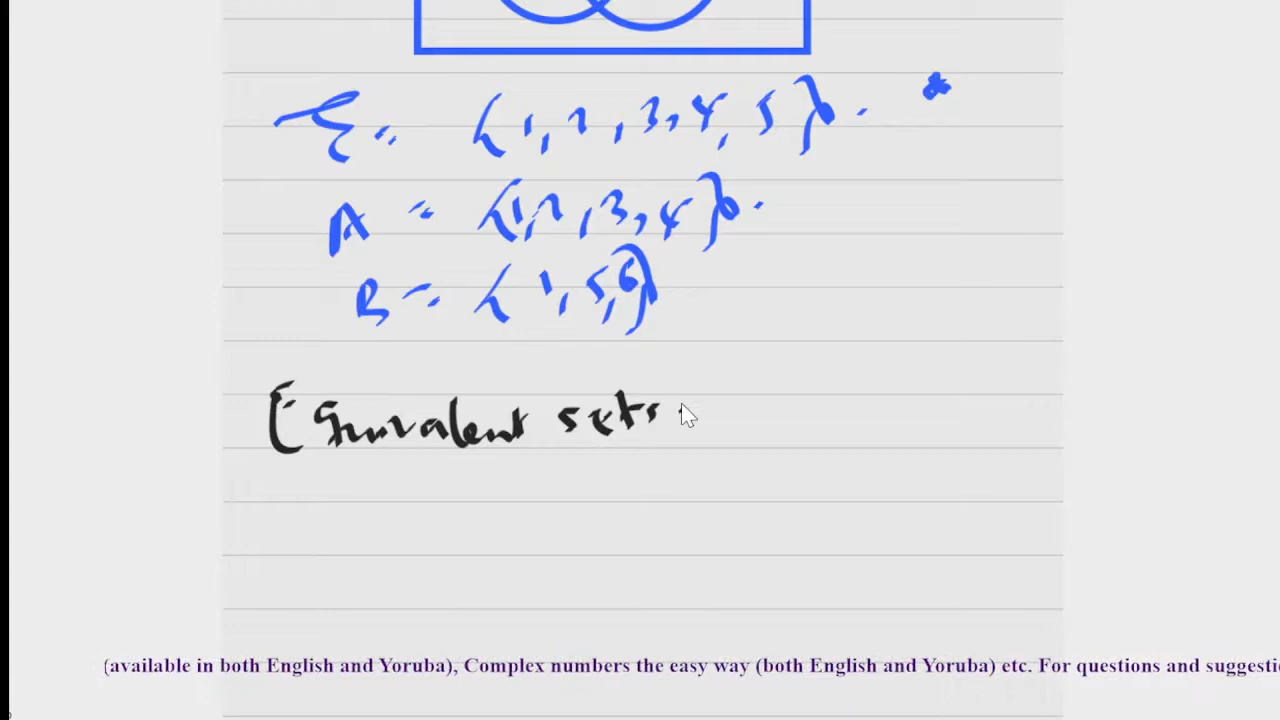 ξ = {1, 2, 3, 4, 5}.
A = {1, 2, 3, 4}.
B = {1, 5, 6}
Equivalent sets
(available in both English and Yoruba), Complex numbers the easy way (both English and Yoruba) etc. For questions and suggesti